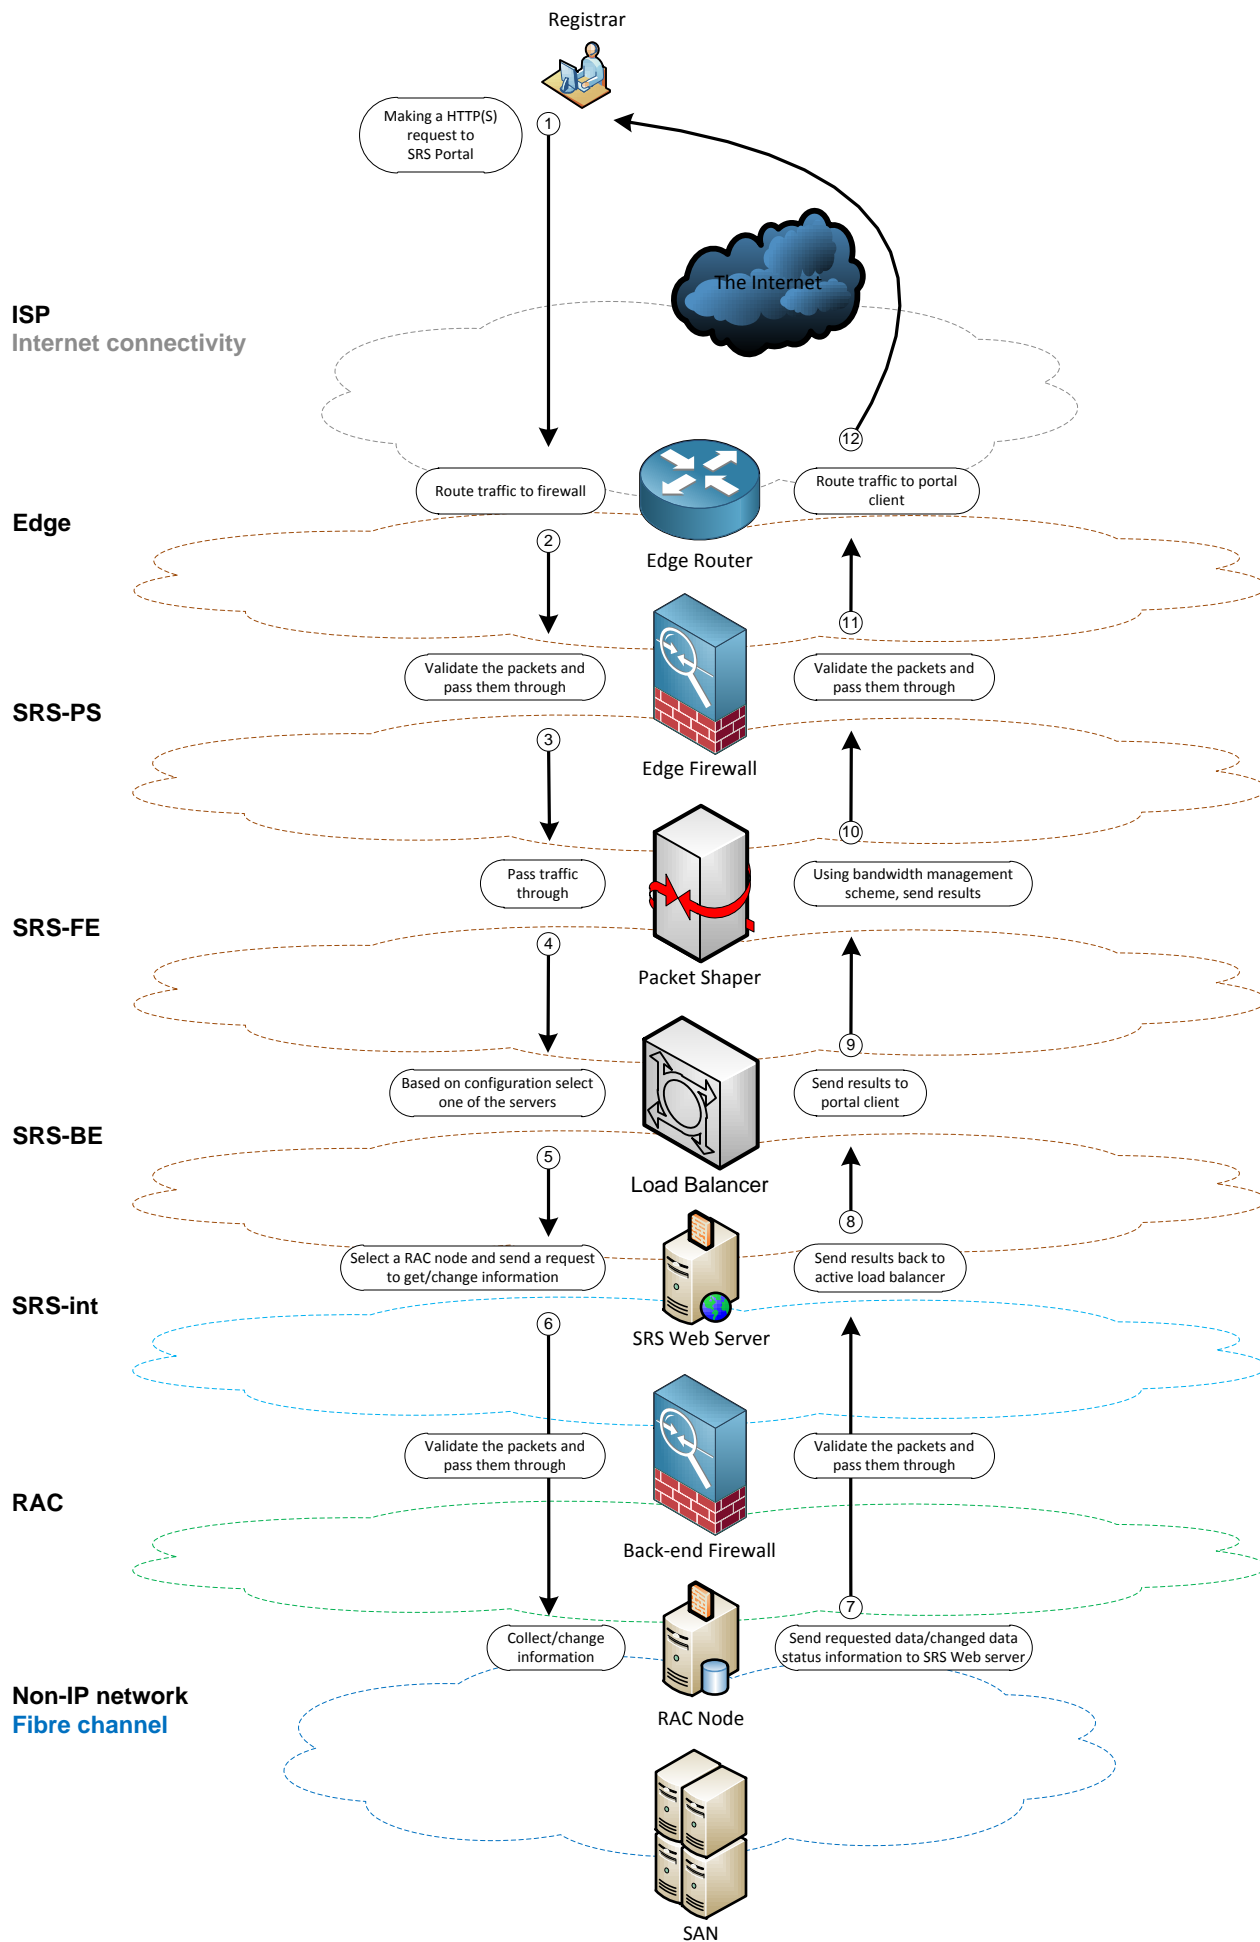 Registrar
Making a HTTP(S)
request to
SRS Portal
1
The Internet
ISP
Internet connectivity
12
Route traffic to firewall
Route traffic to portal
client
Edge
2
Edge Router
11
Validate the packets and
pass them through
Validate the packets and
pass them through
SRS-PS
3
Edge Firewall
10
Pass traffic
through
Using bandwidth management
scheme, send results
SRS-FE
4
Packet Shaper
9
Based on configuration select
one of the servers
Send results to
portal client
SRS-BE
5
Load Balancer
8
Select a RAC node and send a request
to get/change information
Send results back to
active load balancer
SRS-int
6
SRS Web Server
Validate the packets and
pass them through
Validate the packets and
pass them through
RAC
Back-end Firewall
7
Collect/change
information
Send requested data/changed data
status information to SRS Web server
Non-IP network
Fibre channel
RAC Node
SAN